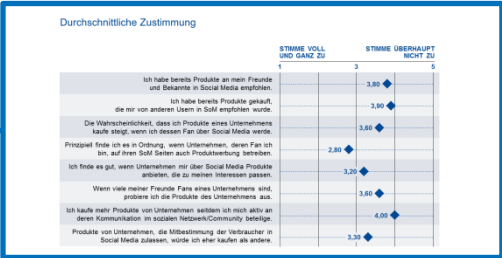 Durchschnittliche Zustimmung
STIMME VOLL
UND GANZ ZU
STIMME ÜBERHAUPT
NICHT ZU
1 3 5
Ich habe bereits Produkte an mein Freunde
und Bekannte in Social Media empfohlen.
3,80
Ich habe bereits Produkte gekauft,
die mir von anderen Usern in SoM empfohlen wurde.
3,90
Die Wahrscheinlichkeit, dass ich Produkte eines Unternehmens
kaufe steigt, wenn ich dessen Fan über Social Media werde.
3,60
Prinzipiell finde ich es in Ordnung, wenn Unternehmen, deren Fan ich
bin, auf ihren SoM Seiten auch Produktwerbung betreiben.
2,80
Ich finde es gut, wenn Unternehmen mir über Social Media Produkte
anbieten, die zu meinen Interessen passen.
3,20
Wenn viele meiner Freunde Fans eines Unternehmens sind,
probiere ich die Produkte des Unternehmens aus.
3,60
Ich kaufe mehr Produkte von Unternehmen seitdem ich mich aktiv an
deren Kommunikation im sozialen Netzwerk/Community beteilige.
4,00
Produkte von Unternehmen, die Mitbestimmung der Verbraucher in
Social Media zulassen, würde ich eher kaufen als andere.
3,30